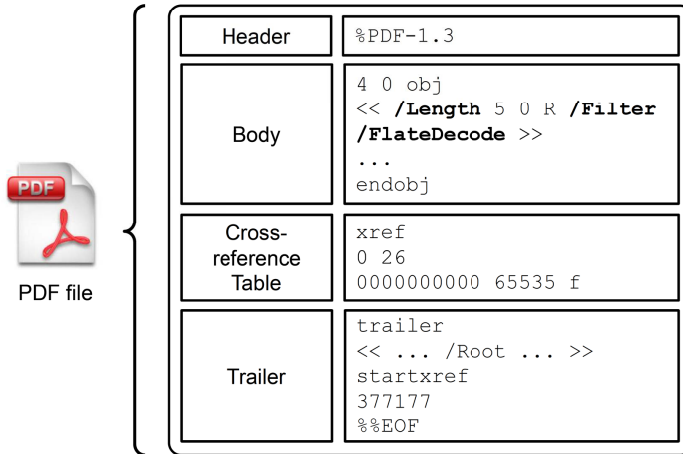 Header
%PDF-1.3
Body
4 0 obj
<< /Length 5 0 R /Filter
/FlateDecode >>
...
endobj
PDF
PDF file
Cross-
reference
Table
xref
0 26
0000000000 65535 f
Trailer
trailer
<< ... /Root ... >>
startxref
377177
%%EOF